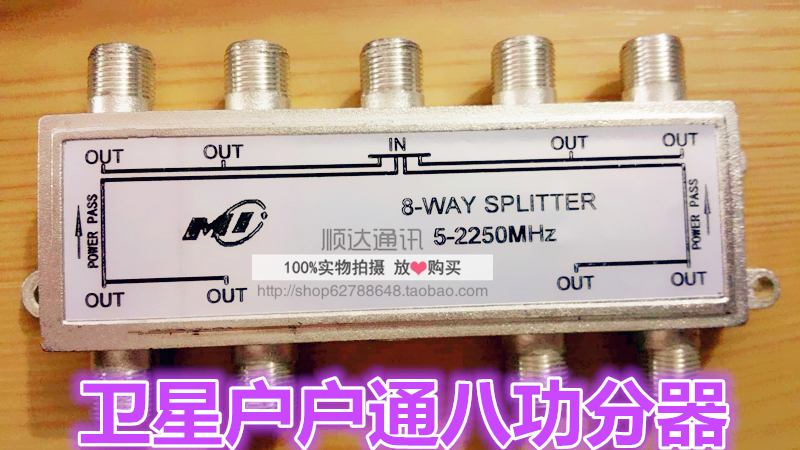 OUT OUT IN OUT OUT
POWER PASS
8-WAY SPLITTER
5-2250MHz
POWER PASS
顺达通讯
100%实物拍摄 放❤购买
OUT OUT OUT OUT
http://shop62788648.taobao.com
卫星户户通八功分器